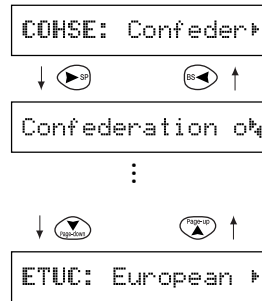 COHSE: Confeder
SP BS
Confederation o
Page-down Page-up
ETUC: European